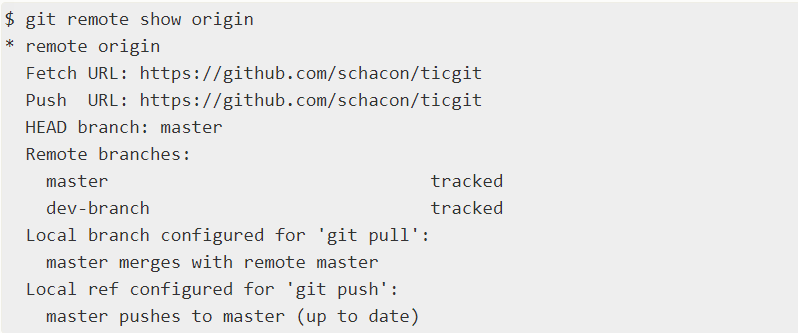 $ git remote show origin
* remote origin
  Fetch URL: https://github.com/schacon/ticgit
  Push  URL: https://github.com/schacon/ticgit
  HEAD branch: master
  Remote branches:
    master                               tracked
    dev-branch                           tracked
  Local branch configured for 'git pull':
    master merges with remote master
  Local ref configured for 'git push':
    master pushes to master (up to date)